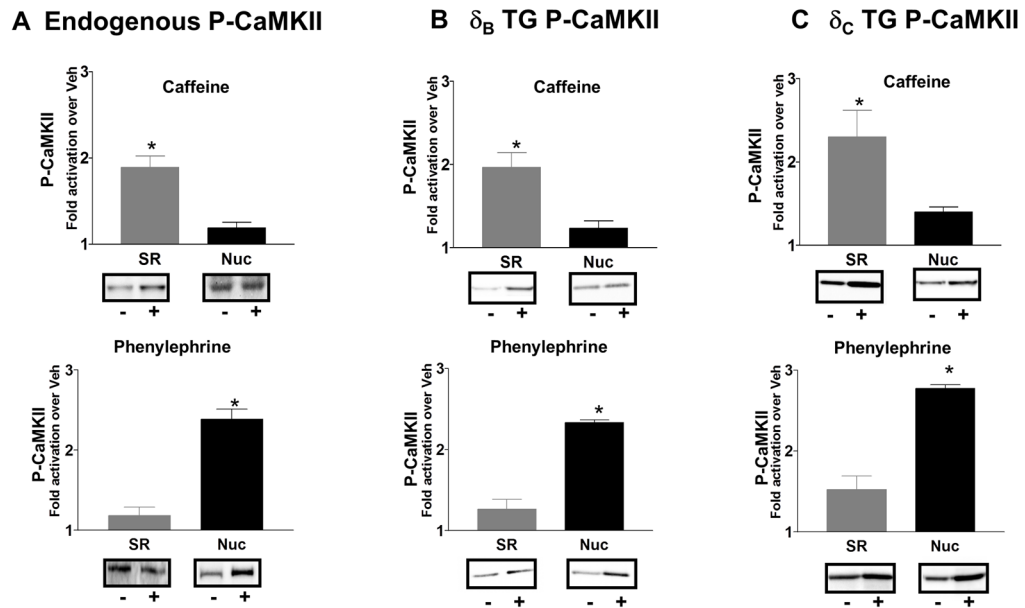 A Endogenous P-CaMKII
3
Caffeine
*
2
1
P-CaMKII
Fold activation over Veh
SR Nuc
- + - +
Phenylephrine
3
*
2
1
P-CaMKII
Fold activation over Veh
SR Nuc
- + - +
B δB TG P-CaMKII
3
Caffeine
*
2
1
P-CaMKII
Fold activation over Veh
SR Nuc
- + - +
Phenylephrine
3
*
2
1
P-CaMKII
Fold activation over Veh
SR Nuc
- + - +
C δC TG P-CaMKII
3
Caffeine
*
2
1
P-CaMKII
Fold activation over Veh
SR Nuc
- + - +
Phenylephrine
3
*
2
1
P-CaMKII
Fold activation over Veh
SR Nuc
- + - +